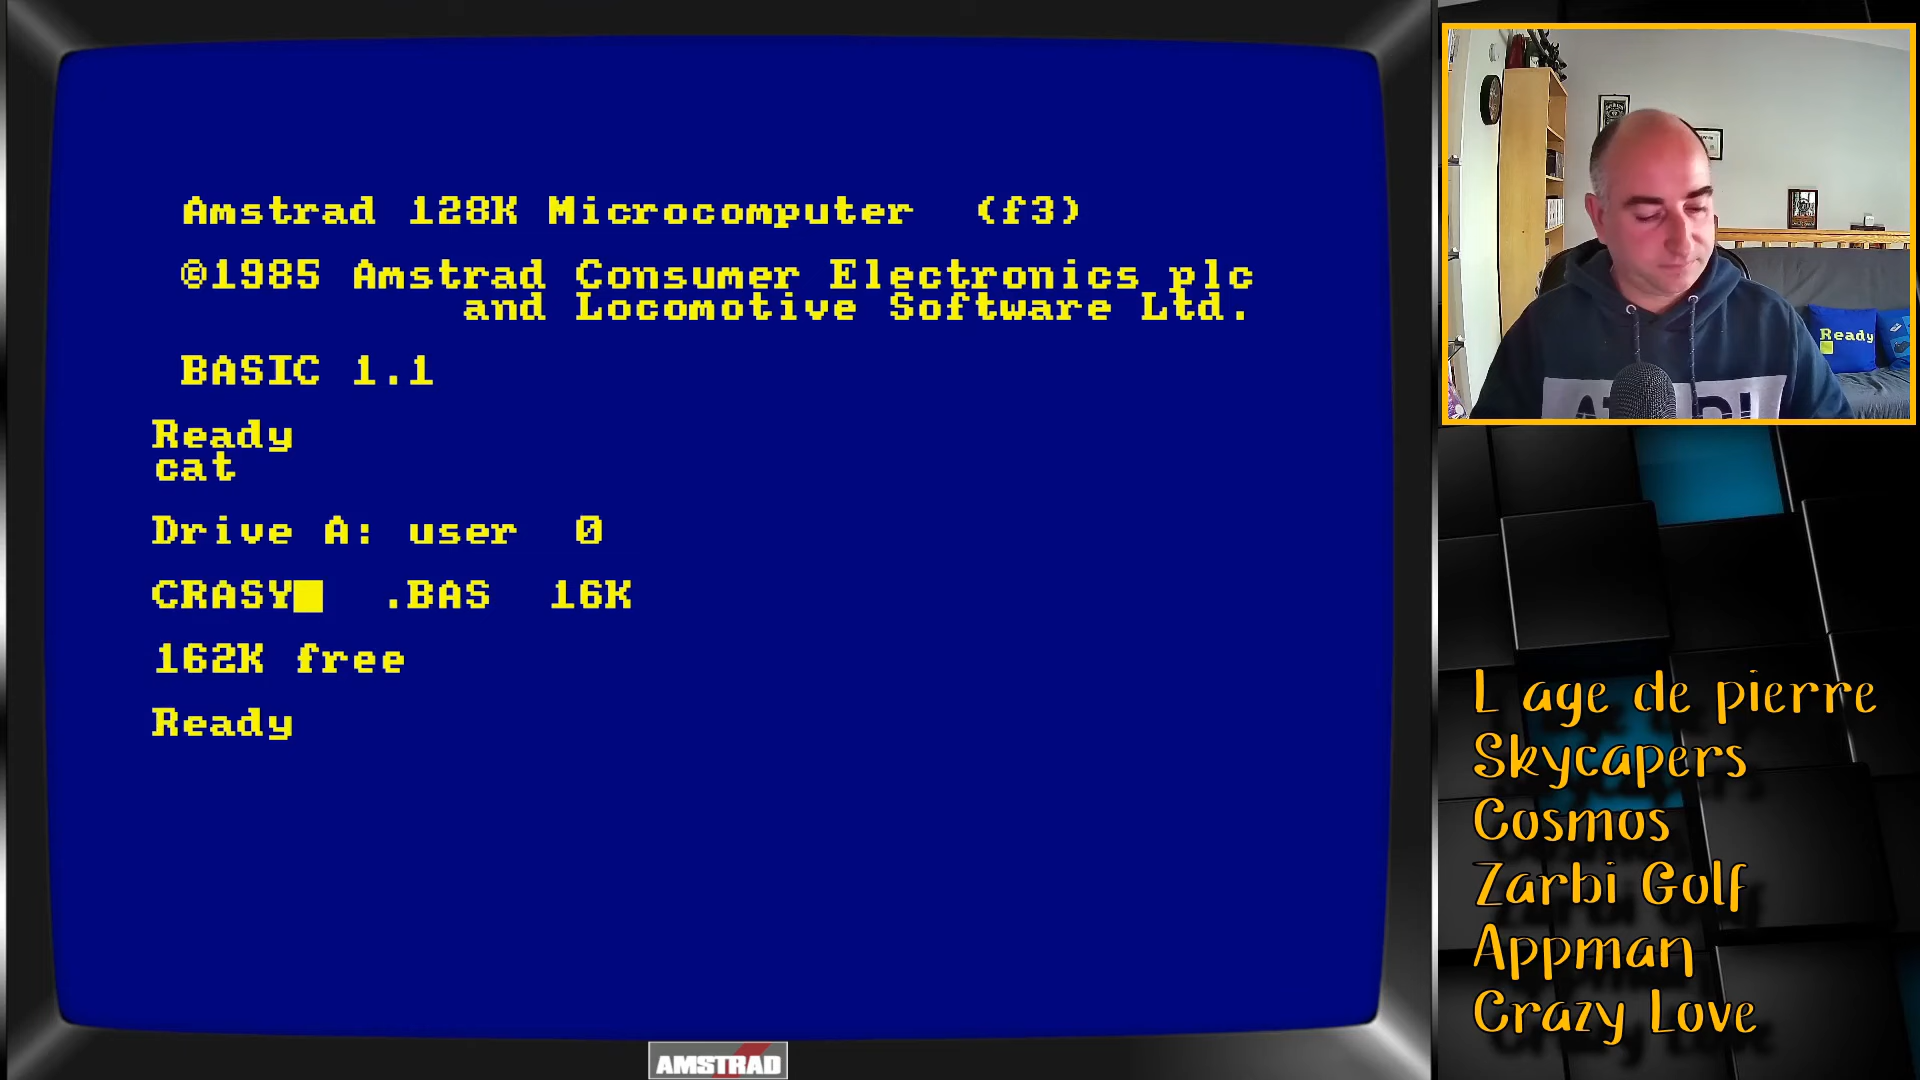 Amstrad 128K Microcomputer (f3)
©1985 Amstrad Consumer Electronics plc
and Locomotive Software Ltd.
BASIC 1.1
Ready
cat
Drive A: user 0
CRASY .BAS 16K
162K free
Ready
AMSTRAD
Ready
L age de pierre
Skycapers
Cosmos
Zarbi Golf
Appman
Crazy Love